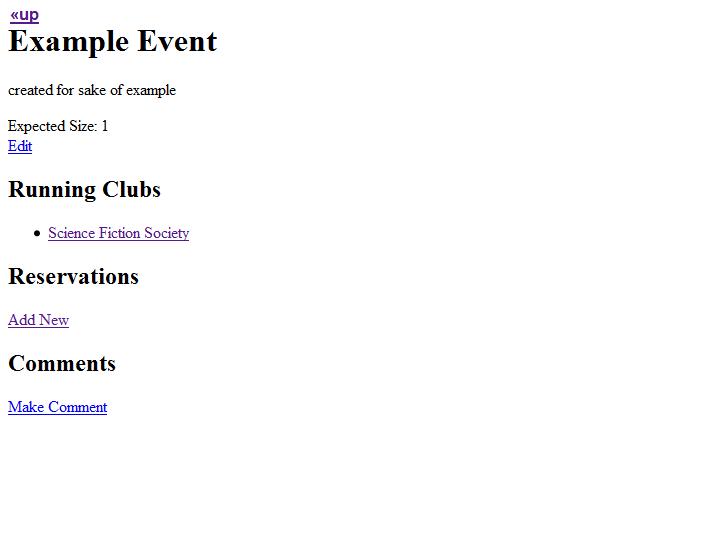 «up
Example Event
created for sake of example
Expected Size: 1
Edit
Running Clubs
Science Fiction Society
Reservations
Add New
Comments
Make Comment